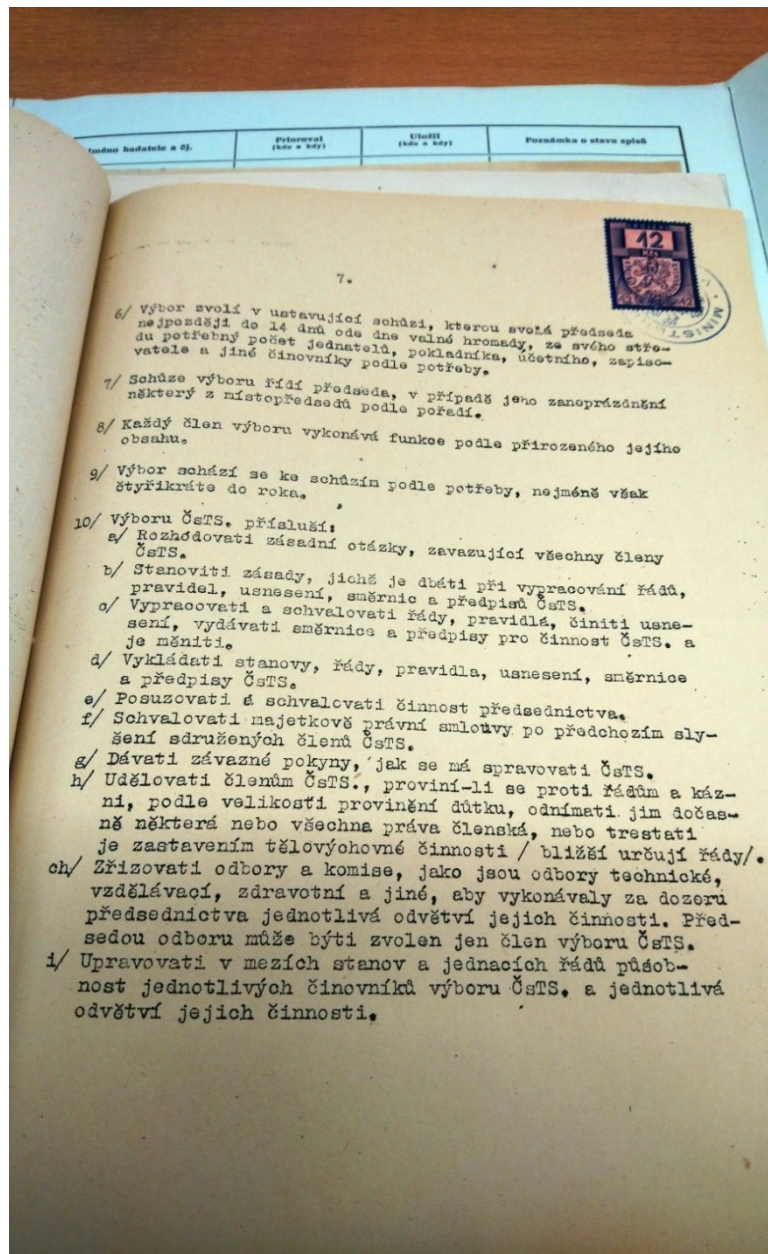 Jméno badatele a čj.
Prioroval
(kdo a kdy)
Uložil
(kdo a kdy)
Poznámka o stavu spisů
KOLEK
12
Kčs
MINIST
7.
6/ Výbor zvolí v ustavující schůzi, kterou svolá předseda
nejpozději do 14 dnů ode dne valné hromady, ze svého stře-
du potřebný počet jednatelů, pokladníka, účetního, zapiso-
vatele a jiné činovníky podle potřeby.
7/ Schůze výboru řídí předseda, v případě jeho zaneprázdnění
některý z místopředsedů podle pořadí.
8/ Každý člen výboru vykonává funkce podle přirozeného jejího
obsahu.
9/ Výbor schází se ke schůzím podle potřeby, nejméně však
čtyřikráte do roka.
10/ Výboru ČsTS. přísluší:
a/ Rozhodovati zásadní otázky, zavazující všechny členy
ČsTS.
b/ Stanoviti zásady, jichž je dbáti při vypracování řádů,
pravidel, usnesení, směrnic a předpisů ČsTS.
c/ Vypracovati a schvalovati řády, pravidlá, činiti usne-
sení, vydávati směrnice a předpisy pro činnost ČsTS. a
je měniti.
d/ Vykládati stanovy, řády, pravidla, usnesení, směrnice
a předpisy ČsTS.
e/ Posuzovati a schvalovati činnost předsednictva.
f/ Schvalovati majetkově právní smlouvy po předchozím sly-
šení sdružených členů ČsTS.
g/ Dávati závazné pokyny, jak se má spravovati ČsTS.
h/ Udělovati členům ČsTS., proviní-li se proti řádům a káz-
ni, podle velikosti provinění důtku, odnímati jim dočas-
ně některá nebo všechna práva členská, nebo trestati
je zastavením tělovýchovné činnosti / bližší určují řády/.
ch/ Zřizovati odbory a komise, jako jsou odbory technické,
vzdělávací, zdravotní a jiné, aby vykonávaly za dozoru
předsednictva jednotlivá odvětví jejich činnosti. Před-
sedou odboru může býti zvolen jen člen výboru ČsTS.
i/ Upravovati v mezích stanov a jednacích řádů působ-
nost jednotlivých činovníků výboru ČsTS. a jednotlivá
odvětví jejich činnosti.